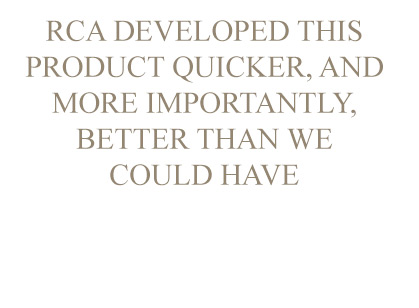 RCA DEVELOPED THIS
PRODUCT QUICKER, AND
MORE IMPORTANTLY,
BETTER THAN WE
COULD HAVE